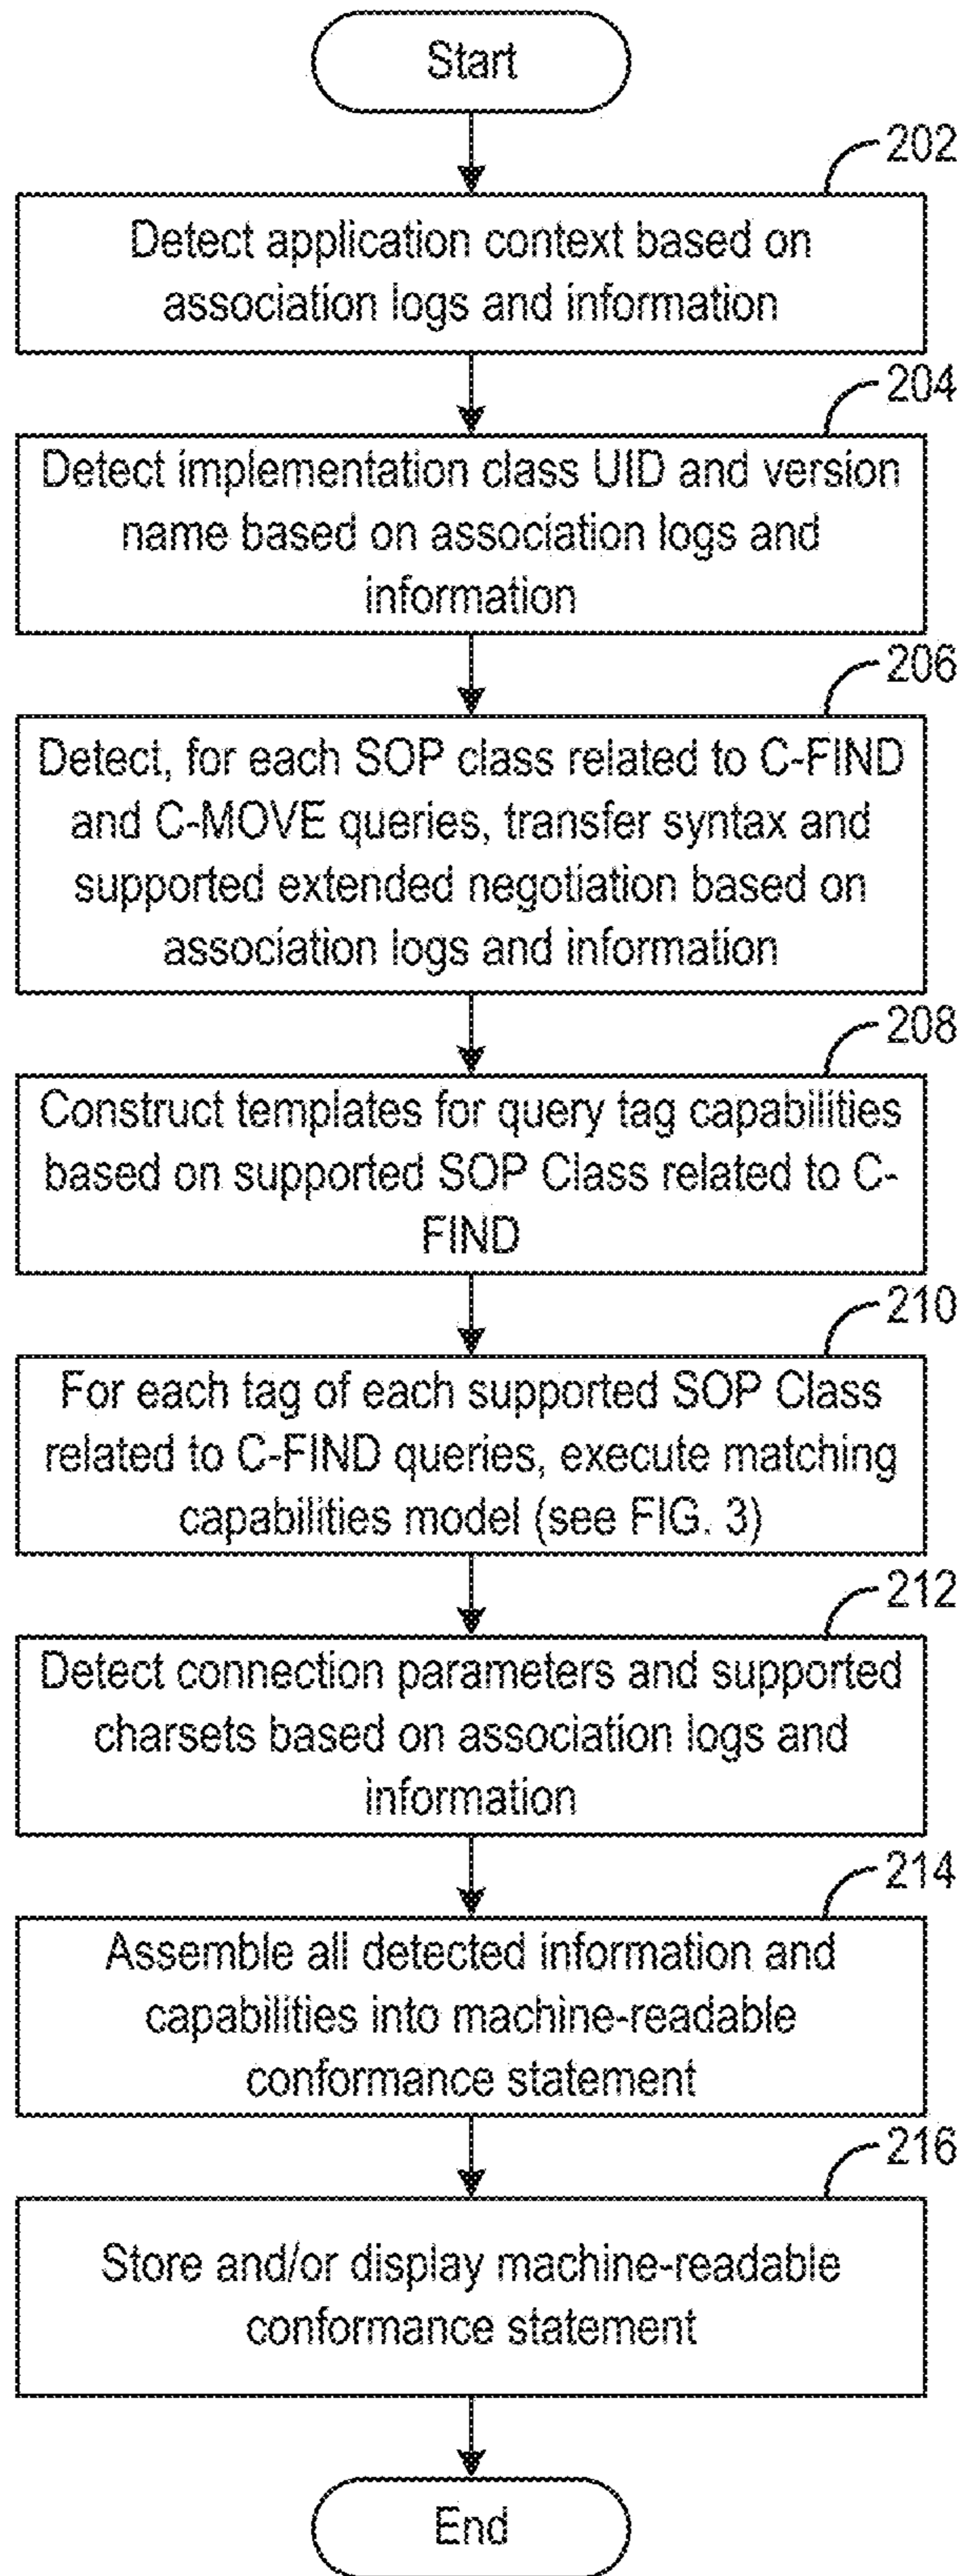 Start
202
Detect application context based on
association logs and information
204
Detect implementation class UID and version
name based on association logs and
information
206
Detect, for each SOP class related to C-FIND
and C-MOVE queries, transfer syntax and
supported extended negotiation based on
association logs and information
208
Construct templates for query tag capabilities
based on supported SOP Class related to C-
FIND
210
For each tag of each supported SOP Class
related to C-FIND queries, execute matching
capabilities model (see FIG. 3)
212
Detect connection parameters and supported
charsets based on association logs and
information
214
Assemble all detected information and
capabilities into machine-readable
conformance statement
216
Store and/or display machine-readable
conformance statement
End